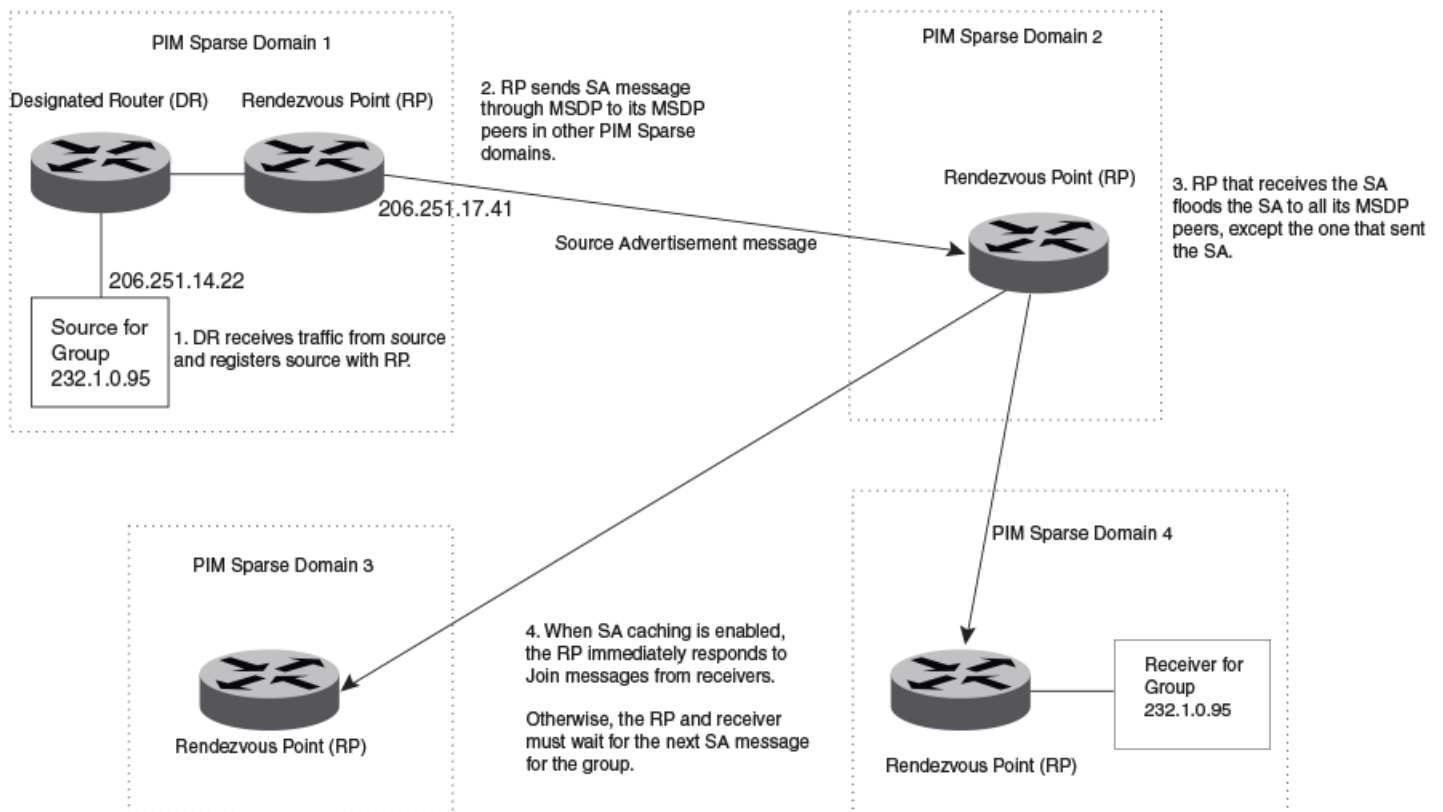 PIM Sparse Domain 1
Designated Router (DR)
Rendezvous Point (RP)
206.251.17.41
206.251.14.22
Source for
Group
232.1.0.95
1. DR receives traffic from source
and registers source with RP.
2. RP sends SA message
through MSDP to its MSDP
peers in other PIM Sparse
domains.
Source Advertisement message
PIM Sparse Domain 2
Rendezvous Point (RP)
3. RP that receives the SA
floods the SA to all its MSDP
peers, except the one that sent
the SA.
PIM Sparse Domain 3
Rendezvous Point (RP)
4. When SA caching is enabled,
the RP immediately responds to
Join messages from receivers.
Otherwise, the RP and receiver
must wait for the next SA message
for the group.
PIM Sparse Domain 4
Rendezvous Point (RP)
Receiver for
Group
232.1.0.95